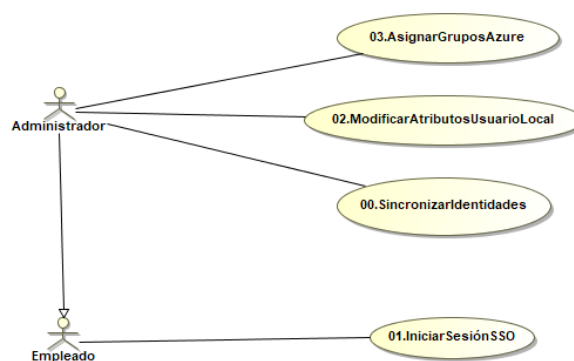 03.AsignarGruposAzure
Administrador
02.ModificarAtributosUsuarioLocal
00.SincronizarIdentidades
01.IniciarSesiónSSO
Empleado